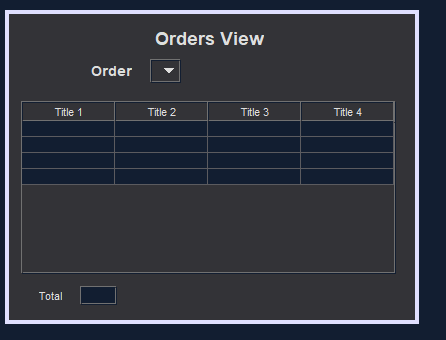 Orders View
Order
Title 1 Title 2 Title 3 Title 4
Total